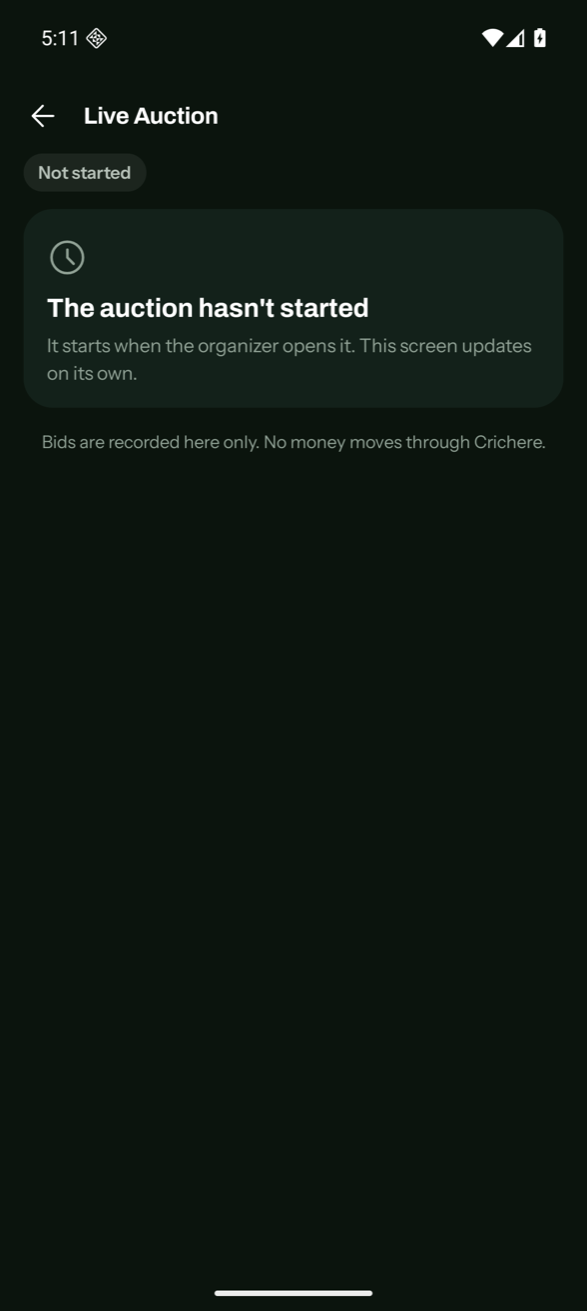 5:11
Live Auction
Not started
The auction hasn't started
It starts when the organizer opens it. This screen updates
on its own.
Bids are recorded here only. No money moves through Crichere.